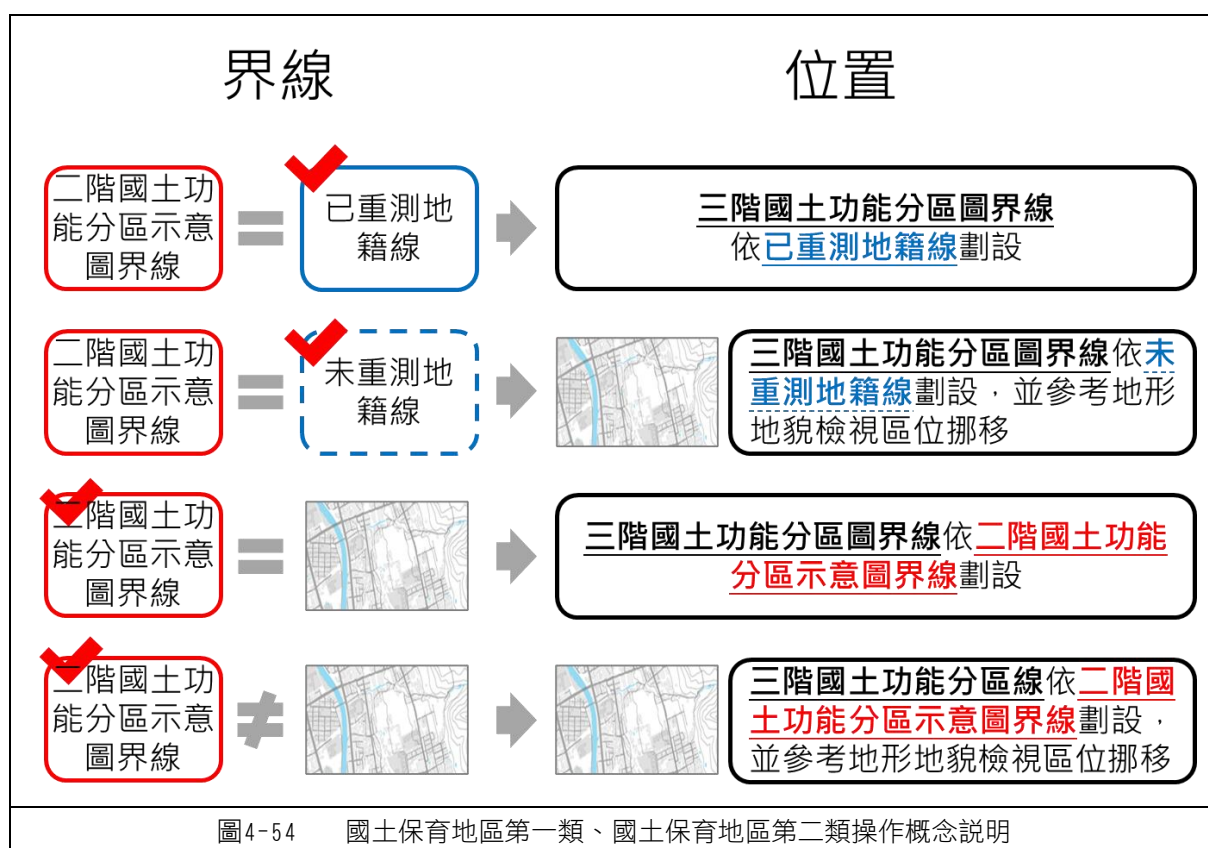 界線
位置
二階國土功
能分區示意
圖界線
已重測地
籍線
三階國土功能分區圖界線
依已重測地籍線劃設
二階國土功
能分區示意
圖界線
未重測地
籍線
三階國土功能分區圖界線依未
重測地籍線劃設，並參考地形
地貌檢視區位挪移
二階國土功
能分區示意
圖界線
三階國土功能分區圖界線依二階國土功能
分區示意圖界線劃設
二階國土功
能分區示意
圖界線
三階國土功能分區線依二階國
土功能分區示意圖界線劃設，
並參考地形地貌檢視區位挪移
圖4-54 國土保育地區第一類、國土保育地區第二類操作概念說明